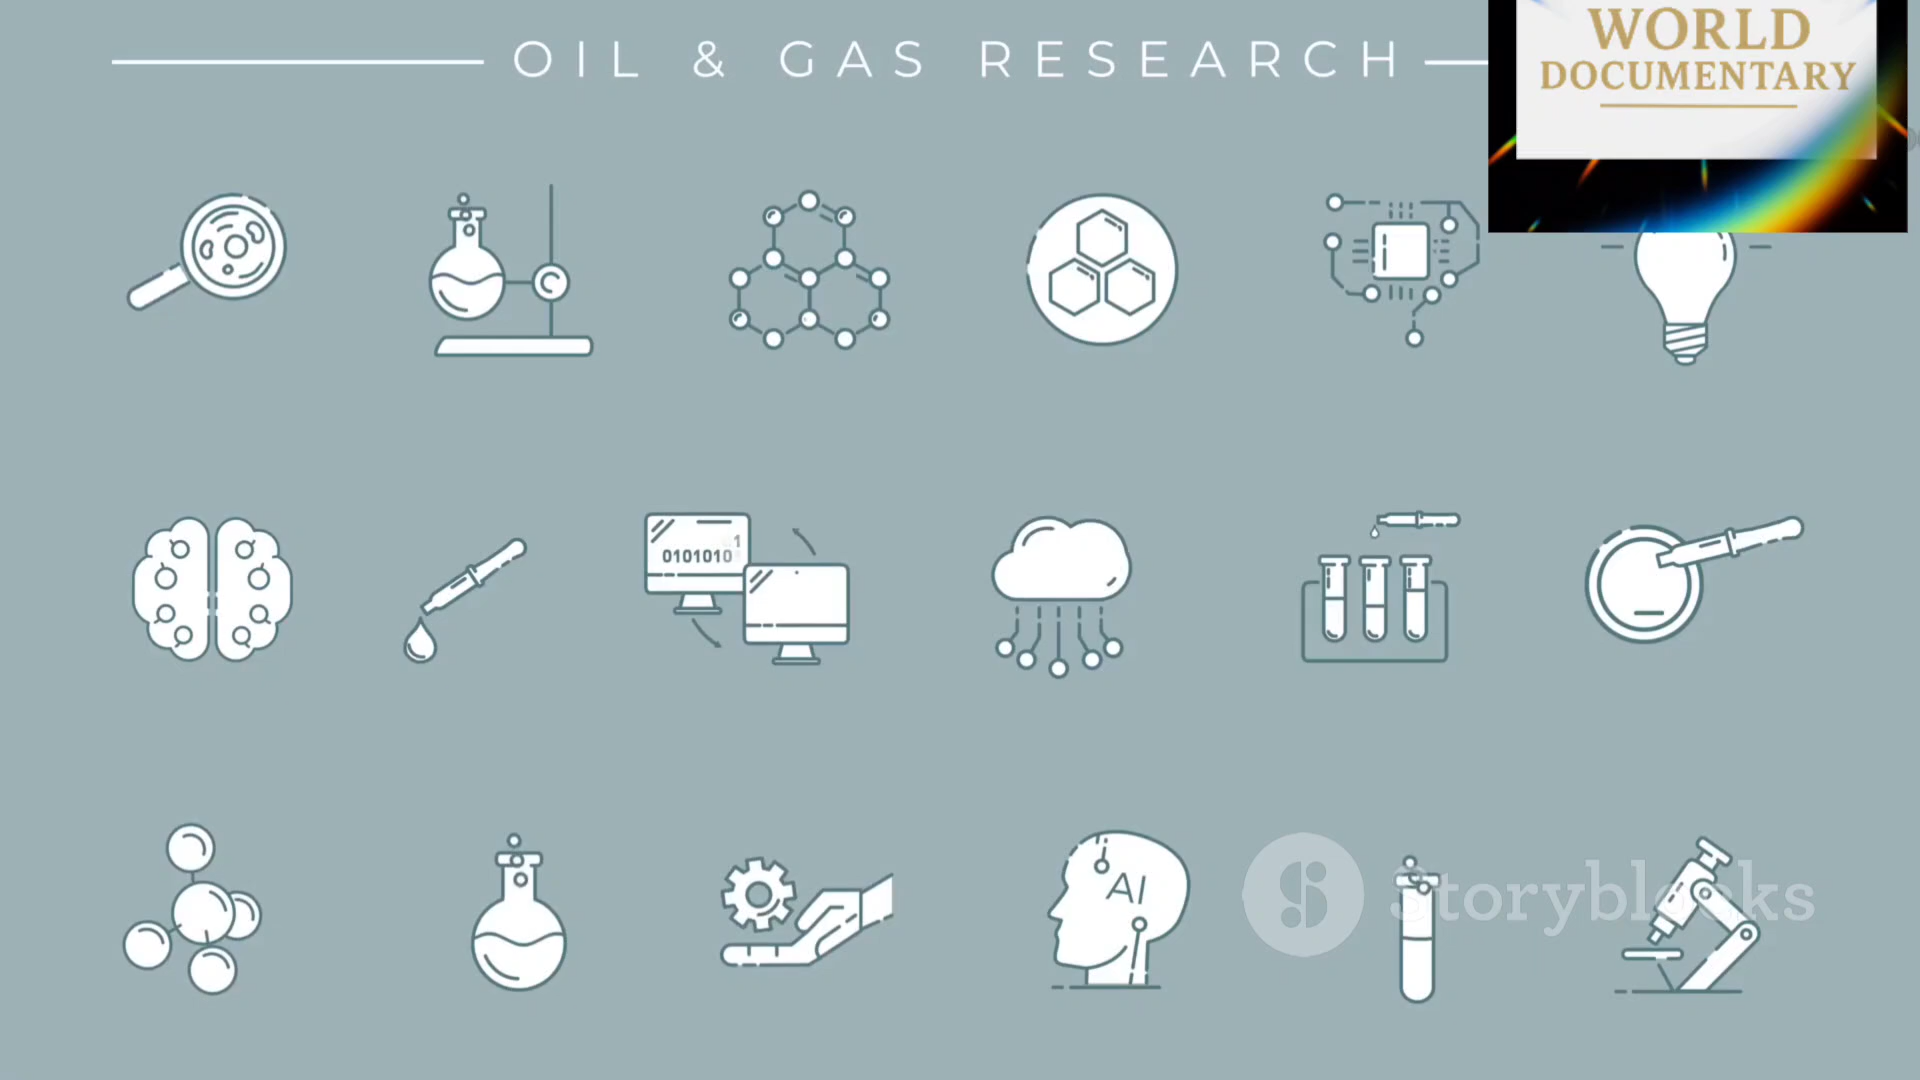 OIL & GAS RESEARCH
WORLD
DOCUMENTARY
0101010
1
AI
Storyblocks